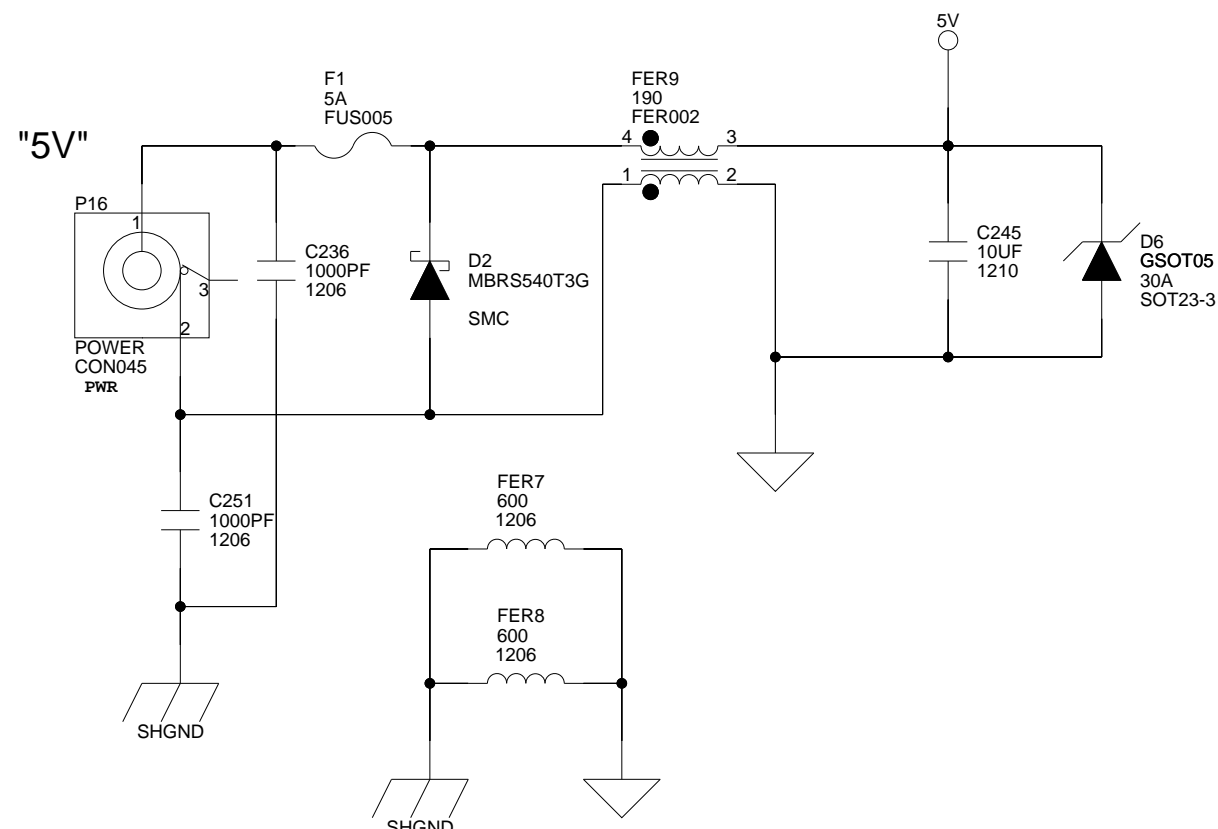 5V
F1
5A
FUS005
FER9
190
FER002
"5V"
4
3
1
2
P16
1
3
2
C236
1000PF
1206
D2
MBRS540T3G
SMC
C245
10UF
1210
D6
GSOT05
30A
SOT23-3
POWER
CON045
PWR
C251
1000PF
1206
FER7
600
1206
FER8
600
1206
SHGND
SHGND